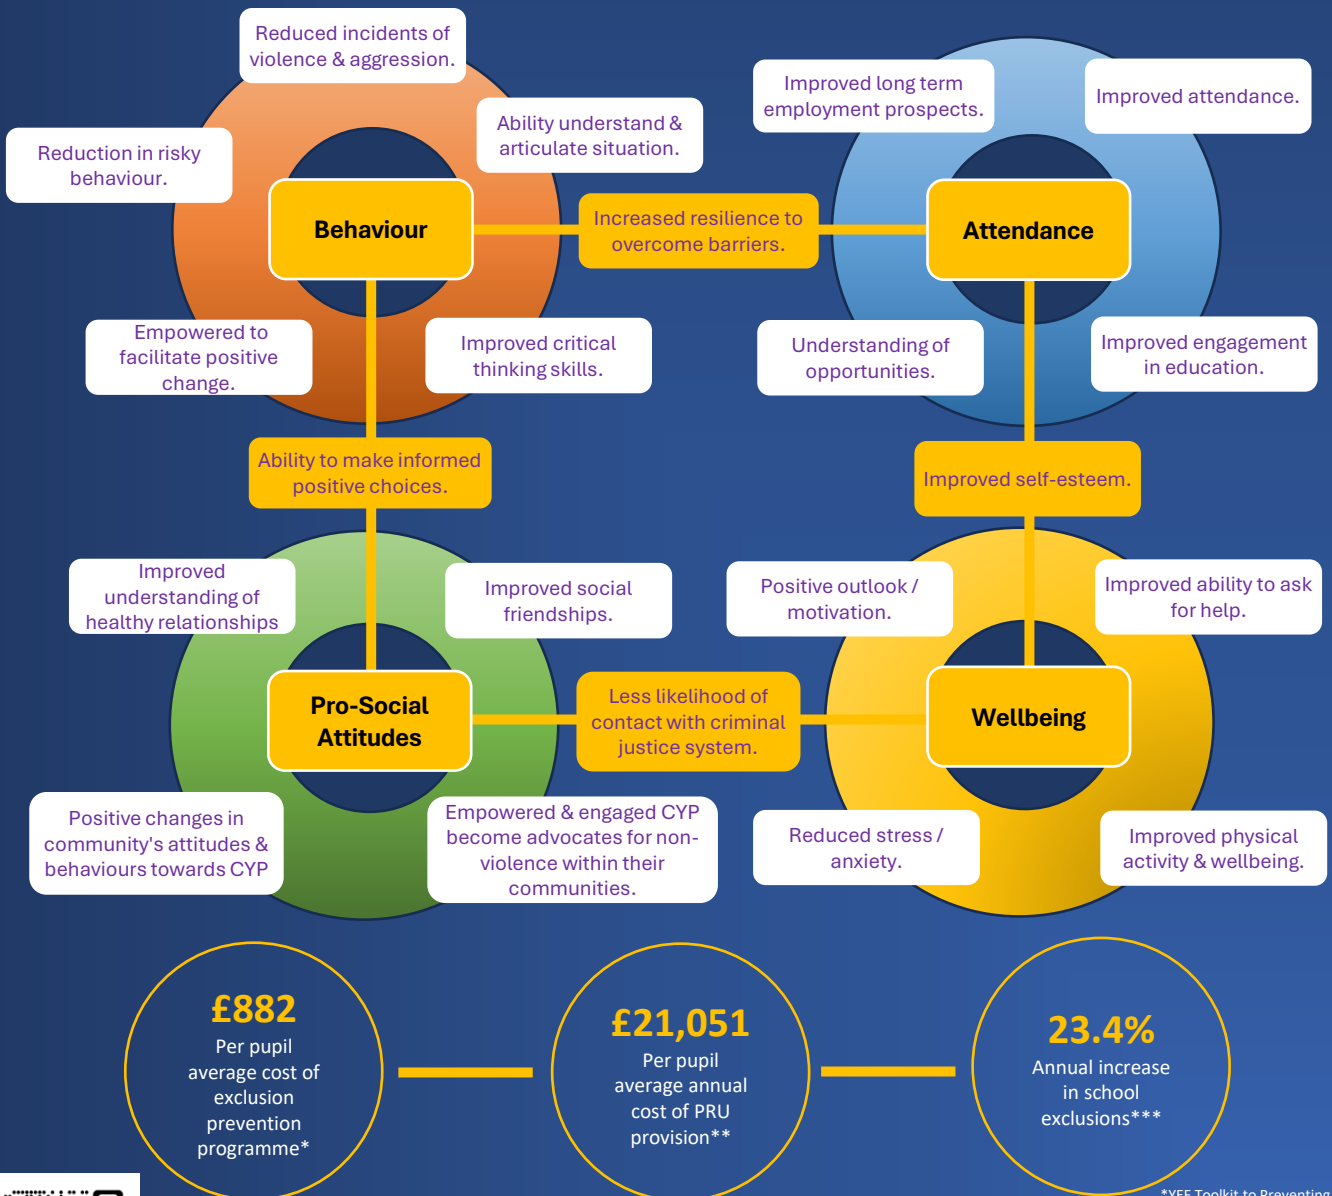 Reduced incidents of
violence & aggression.
Reduction in risky
behaviour.
Ability understand &
articulate situation.
Behaviour
Empowered to
facilitate positive
change.
Improved critical
thinking skills.
Increased resilience to
overcome barriers.
Improved long term
employment prospects.
Improved attendance.
Attendance
Understanding of
opportunities.
Improved engagement
in education.
Ability to make informed
positive choices.
Improved self-esteem.
Improved
understanding of
healthy relationships
Improved social
friendships.
Pro-Social
Attitudes
Positive changes in
community's attitudes &
behaviours towards CYP
Empowered & engaged CYP
become advocates for non-
violence within their
communities.
Less likelihood of
contact with criminal
justice system.
Positive outlook /
motivation.
Improved ability to ask
for help.
Wellbeing
Reduced stress /
anxiety.
Improved physical
activity & wellbeing.
£882
Per pupil
average cost of
exclusion
prevention
programme*
£21,051
Per pupil
average annual
cost of PRU
provision**
23.4%
Annual increase
in school
exclusions***
*YEF Toolkit to Preventing